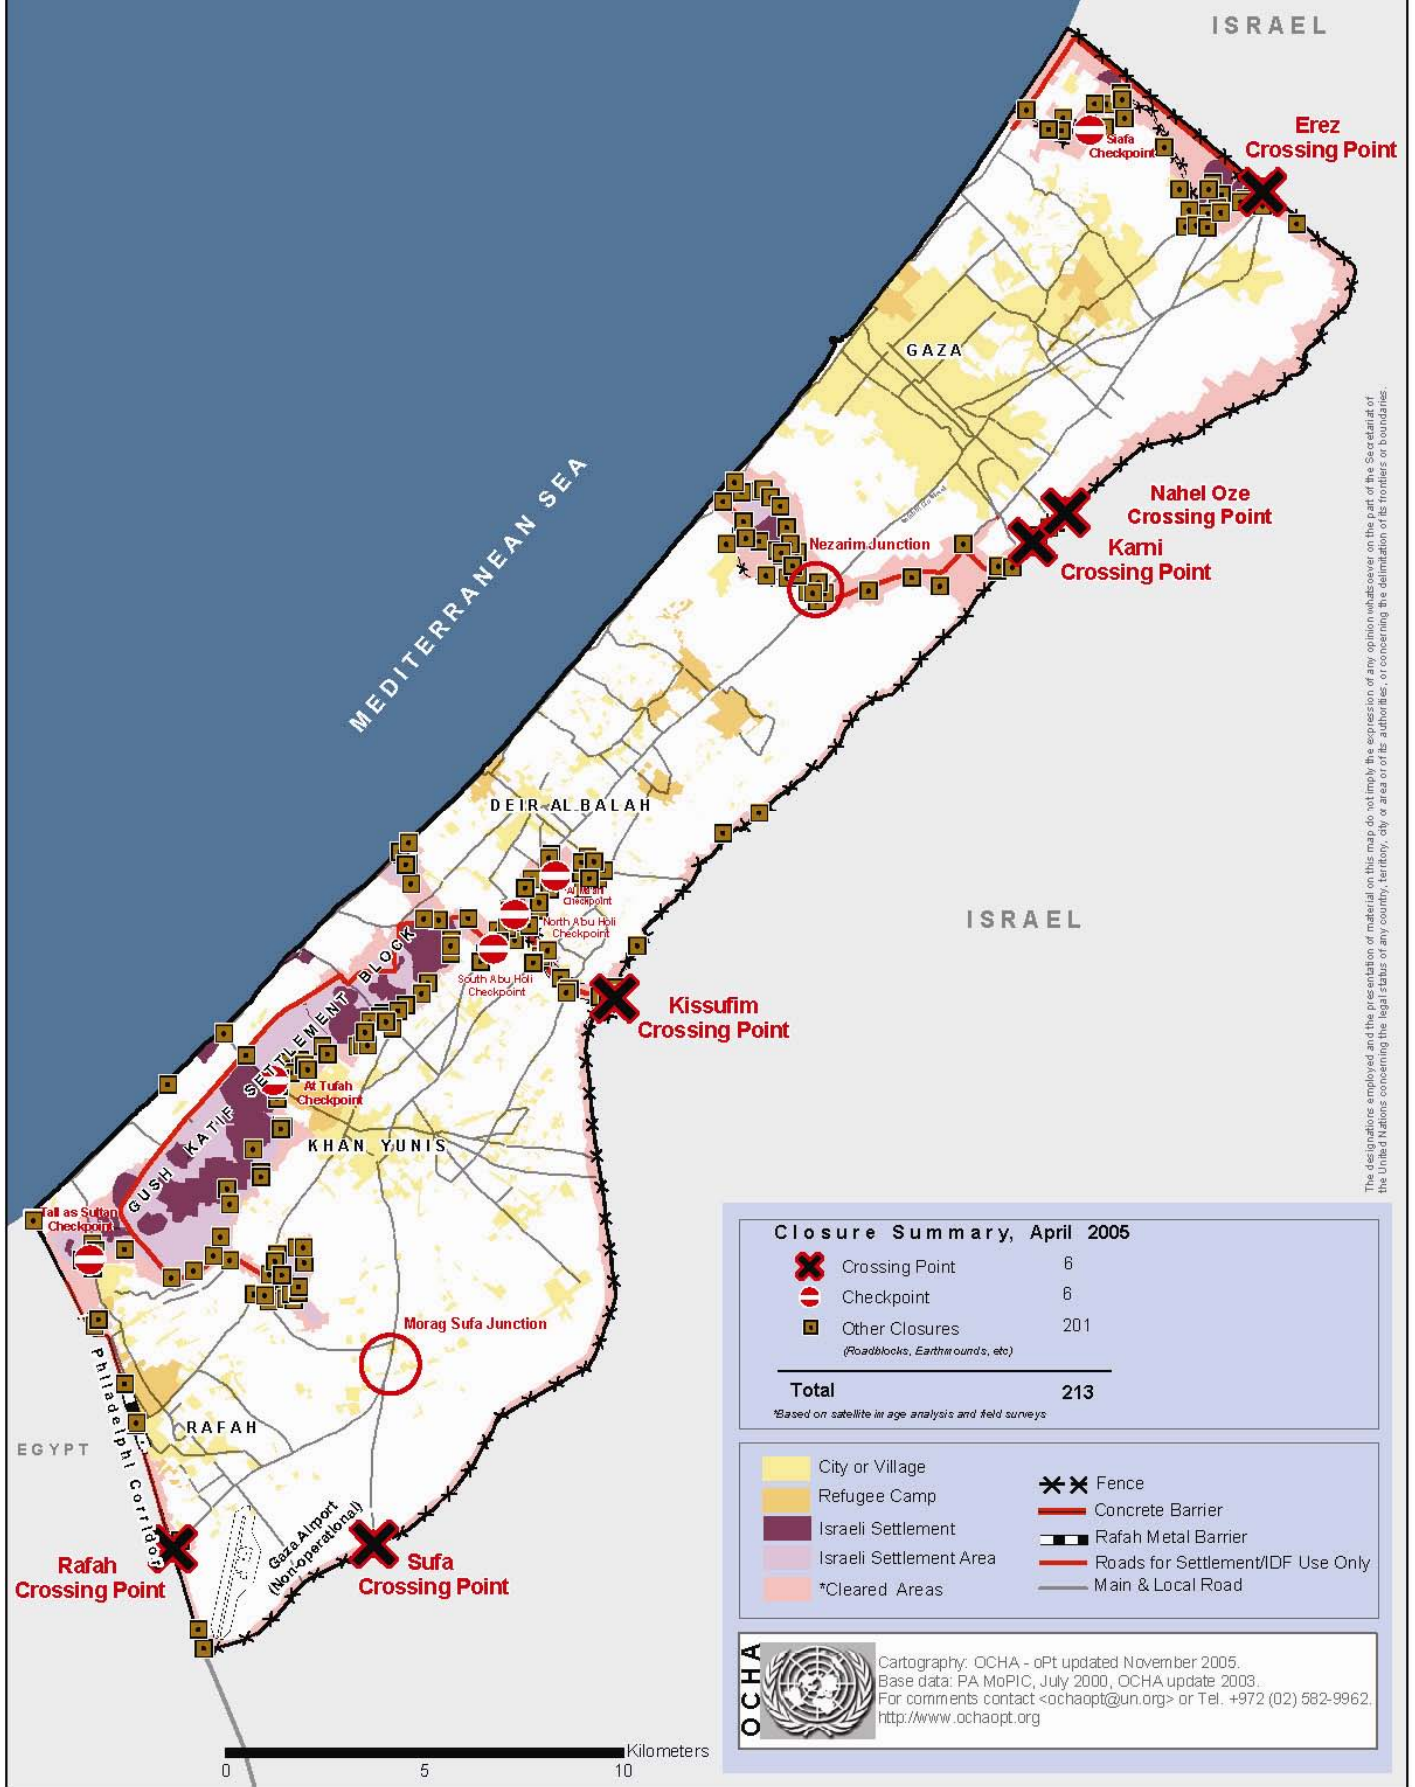 ISRAEL
Erez
Crossing Point
Siafa
Checkpoint
GAZA
MEDITERRANEAN SEA
Nahel Oze
Crossing Point
Karni
Crossing Point
Nezarim Junction
DEIR AL BALAH
Checkpoint
North Abu Holi
Checkpoint
South Abu Holi
Checkpoint
ISRAEL
Kissufim
Crossing Point
GUSH KATIF SETTLEMENT BLOCK
At Tufah
Checkpoint
KHAN YUNIS
Tall as Sultan
Checkpoint
Morag Sufa Junction
Philadelphi Corridor
RAFAH
EGYPT
Gaza Airport
(Non-operational)
Rafah
Crossing Point
Sufa
Crossing Point
The designations employed and the presentation of material on this map do not imply the expression of any opinion whatsoever on the part of the Secretariat of
the United Nations concerning the legal status of any country, territory, city or area or of its authorities, or concerning the delimitation of its frontiers or boundaries.
Closure Summary, April 2005
Crossing Point 6
Checkpoint 6
Other Closures 201
(Roadblocks, Earthmounds, etc)
Total 213
*Based on satellite image analysis and field surveys
City or Village
Refugee Camp
Israeli Settlement
Israeli Settlement Area
*Cleared Areas
Fence
Concrete Barrier
Rafah Metal Barrier
Roads for Settlement/IDF Use Only
Main & Local Road
OCHA
Cartography: OCHA - oPt updated November 2005.
Base data: PA MoPIC, July 2000, OCHA update 2003.
For comments contact <ochaopt@un.org> or Tel. +972 (02) 582-9962.
http://www.ochaopt.org
Kilometers
0 5 10